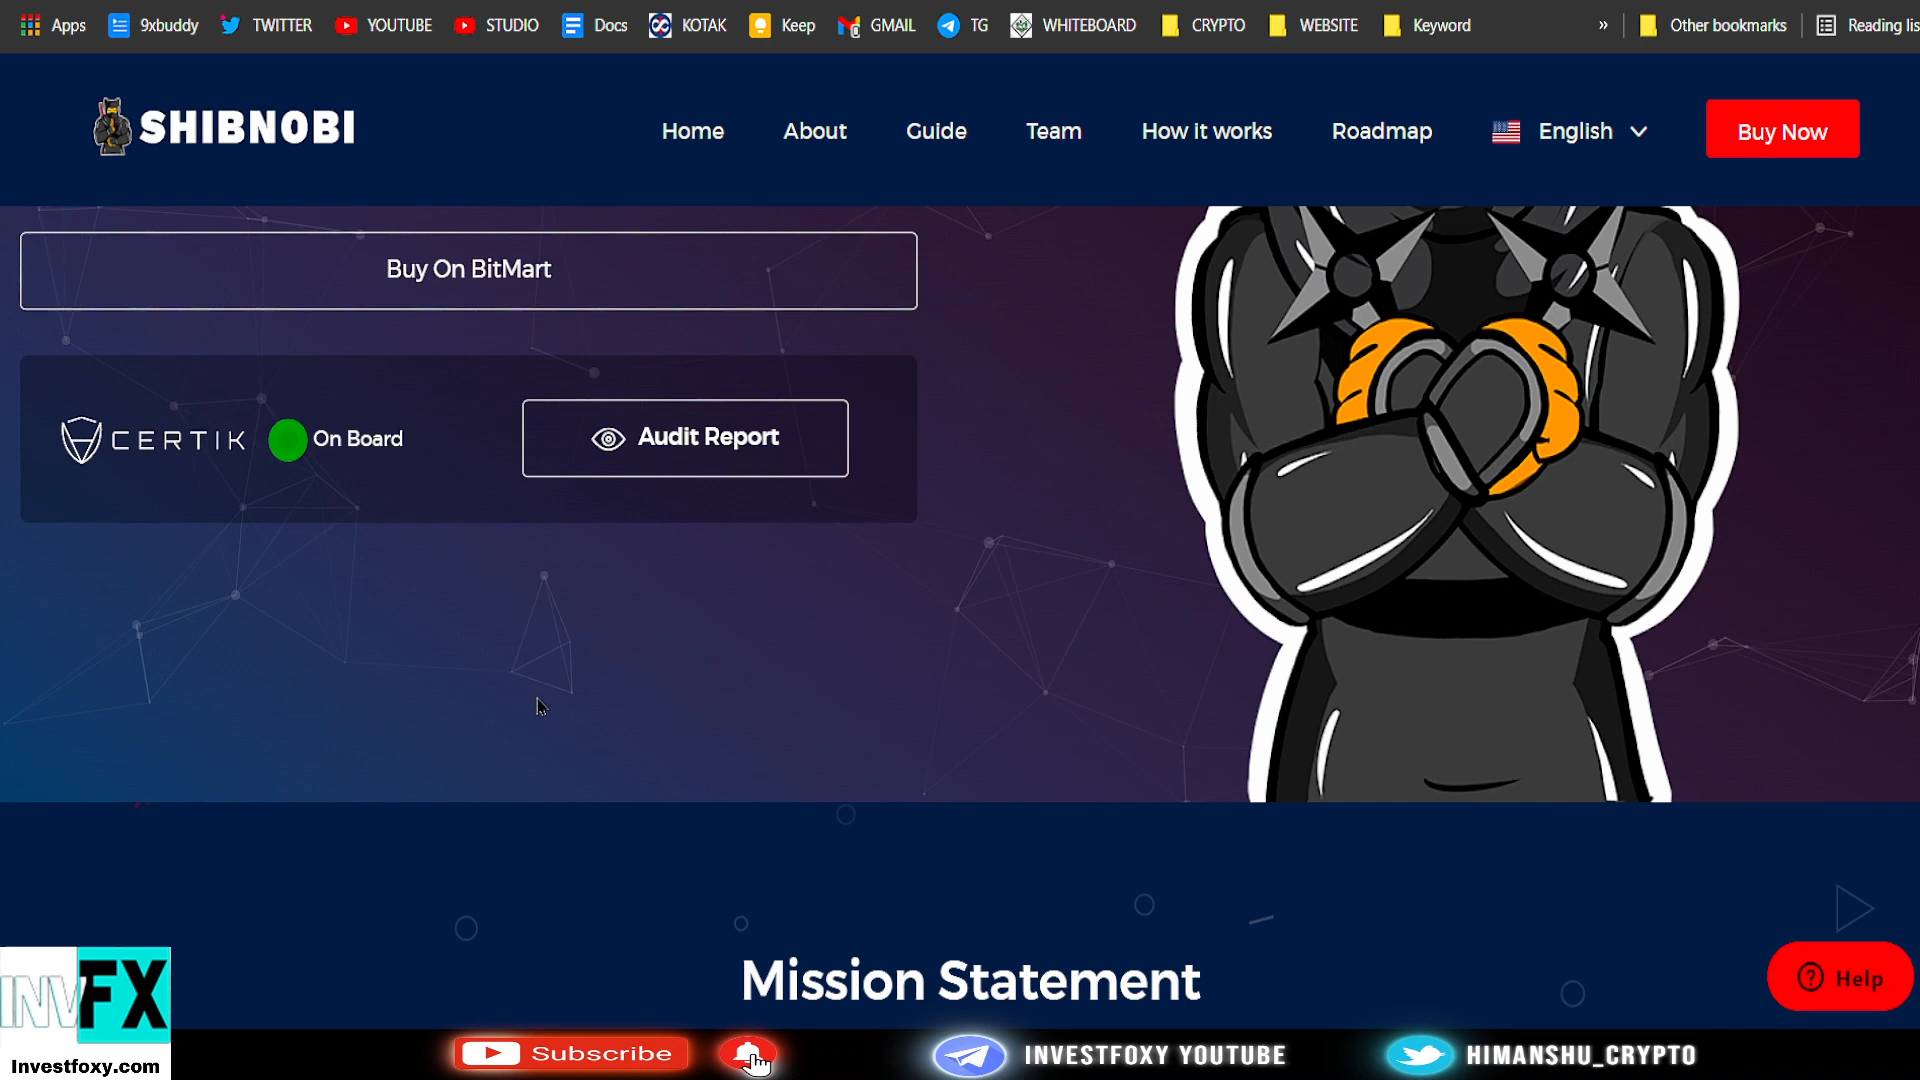 Apps 9xbuddy TWITTER YOUTUBE STUDIO Docs KOTAK Keep GMAIL TG WHITEBOARD CRYPTO WEBSITE Keyword » Other bookmarks Reading lis
SHIBNOBI Home About Guide Team How it works Roadmap English Buy Now
Buy On BitMart
CERTIK On Board Audit Report
Mission Statement
Help
INVFX
Investfoxy.com
Subscribe INVESTFOXY YOUTUBE HIMANSHU_CRYPTO